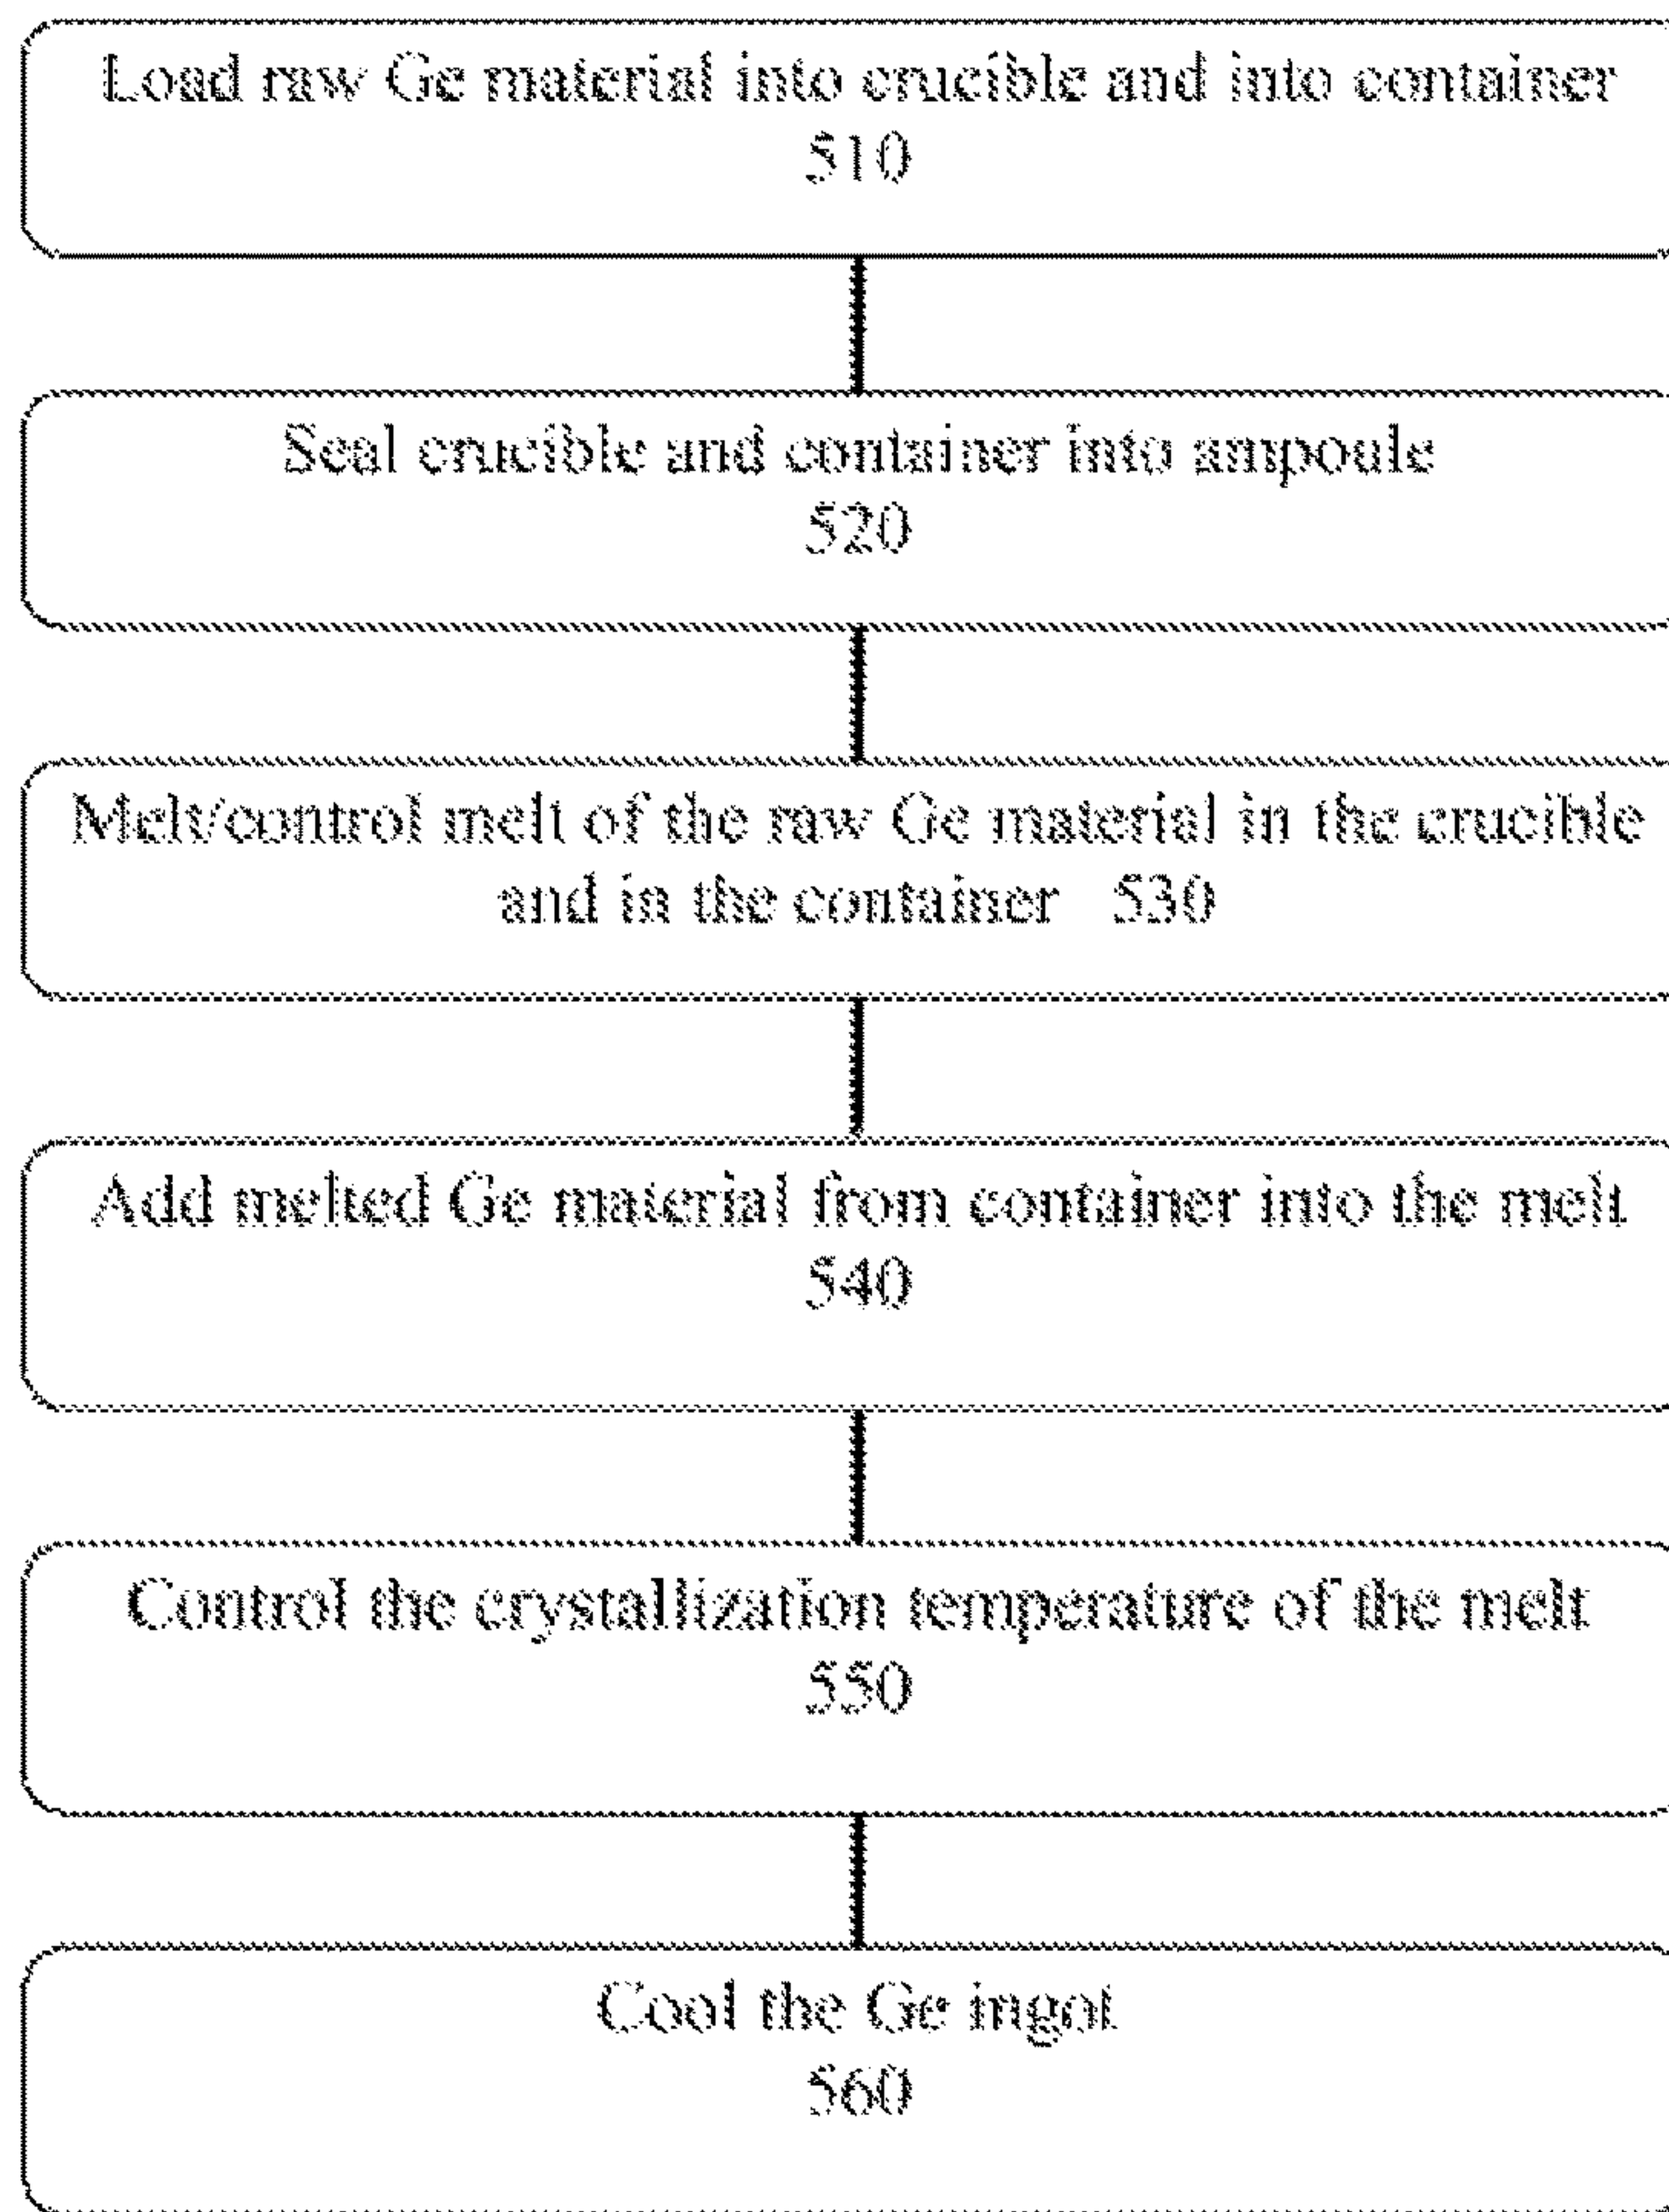 Load raw Ge material into crucible and into container
510
Seal crucible and container into ampoule
520
Melt/control melt of the raw Ge material in the crucible
and in the container 530
Add melted Ge material from container into the melt
540
Control the crystallization temperature of the melt
550
Cool the Ge ingot
560